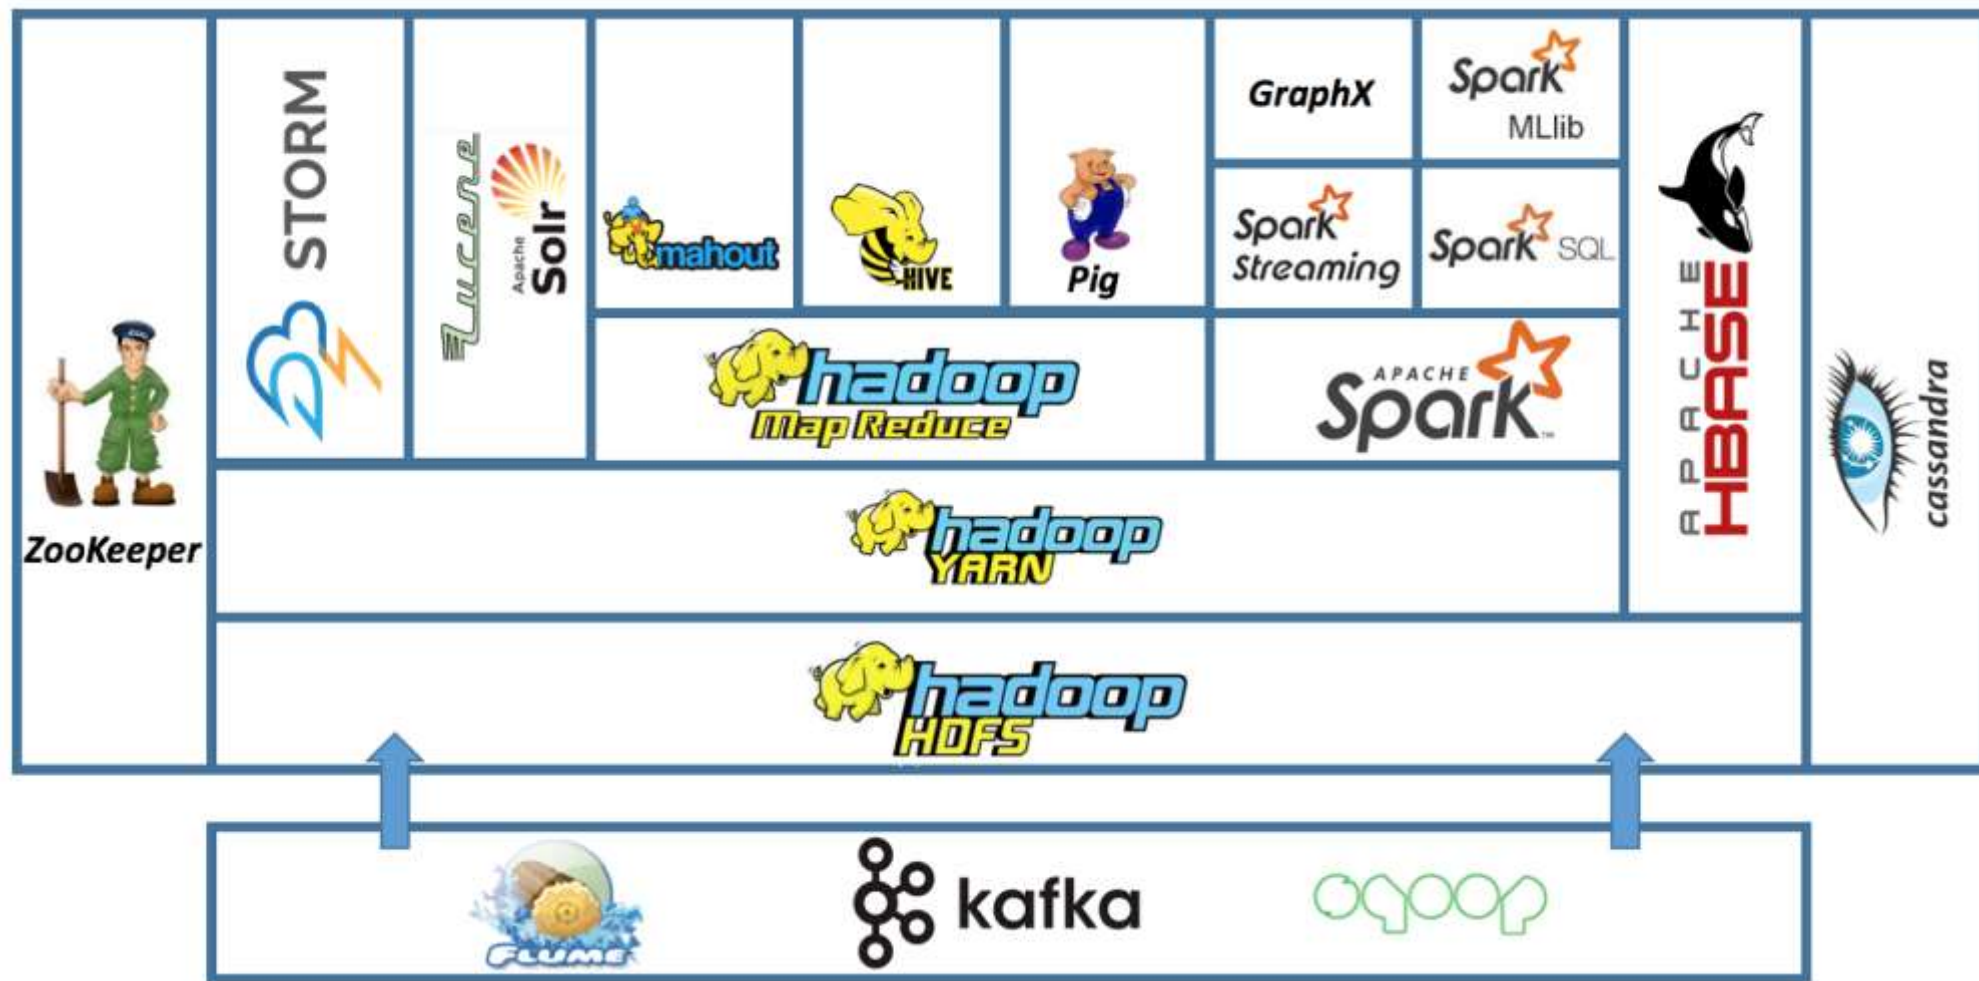 ZooKeeper
STORM
Lucene
Apache
Solr
mahout
HIVE
Pig
GraphX
Spark
MLlib
Spark
Streaming
Spark SQL
hadoop
Map Reduce
APACHE
Spark™
APACHE
HBASE
cassandra
hadoop
YARN
hadoop
HDFS
FLUME
kafka
sqoop